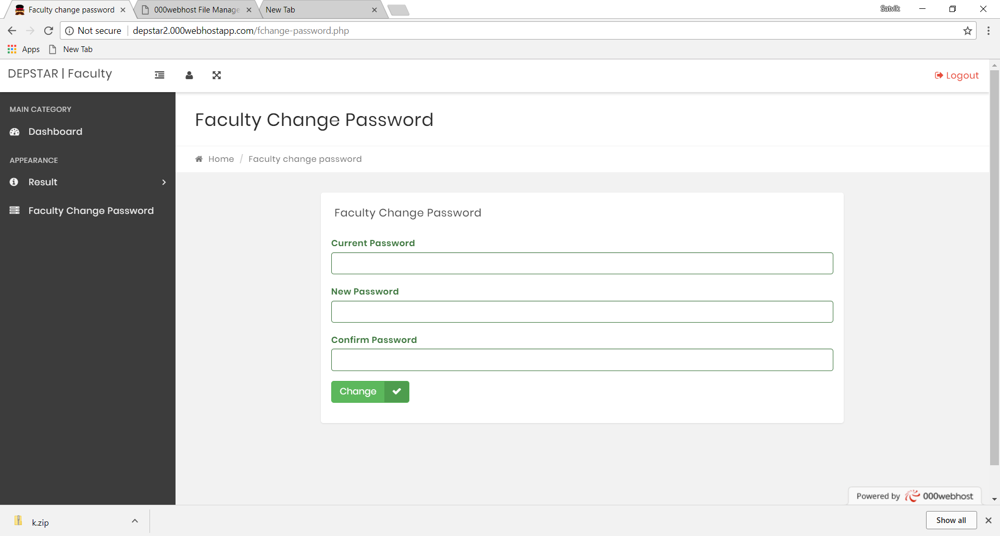 Faculty change password
000webhost File Manage
New Tab
Satvik
Not secure
depstar2.000webhostapp.com/fchange-password.php
Apps
New Tab
DEPSTAR | Faculty
Logout
MAIN CATEGORY
Dashboard
APPEARANCE
Result
Faculty Change Password
Faculty Change Password
Home / Faculty change password
Faculty Change Password
Current Password
New Password
Confirm Password
Change
Powered by 000webhost
k.zip
Show all